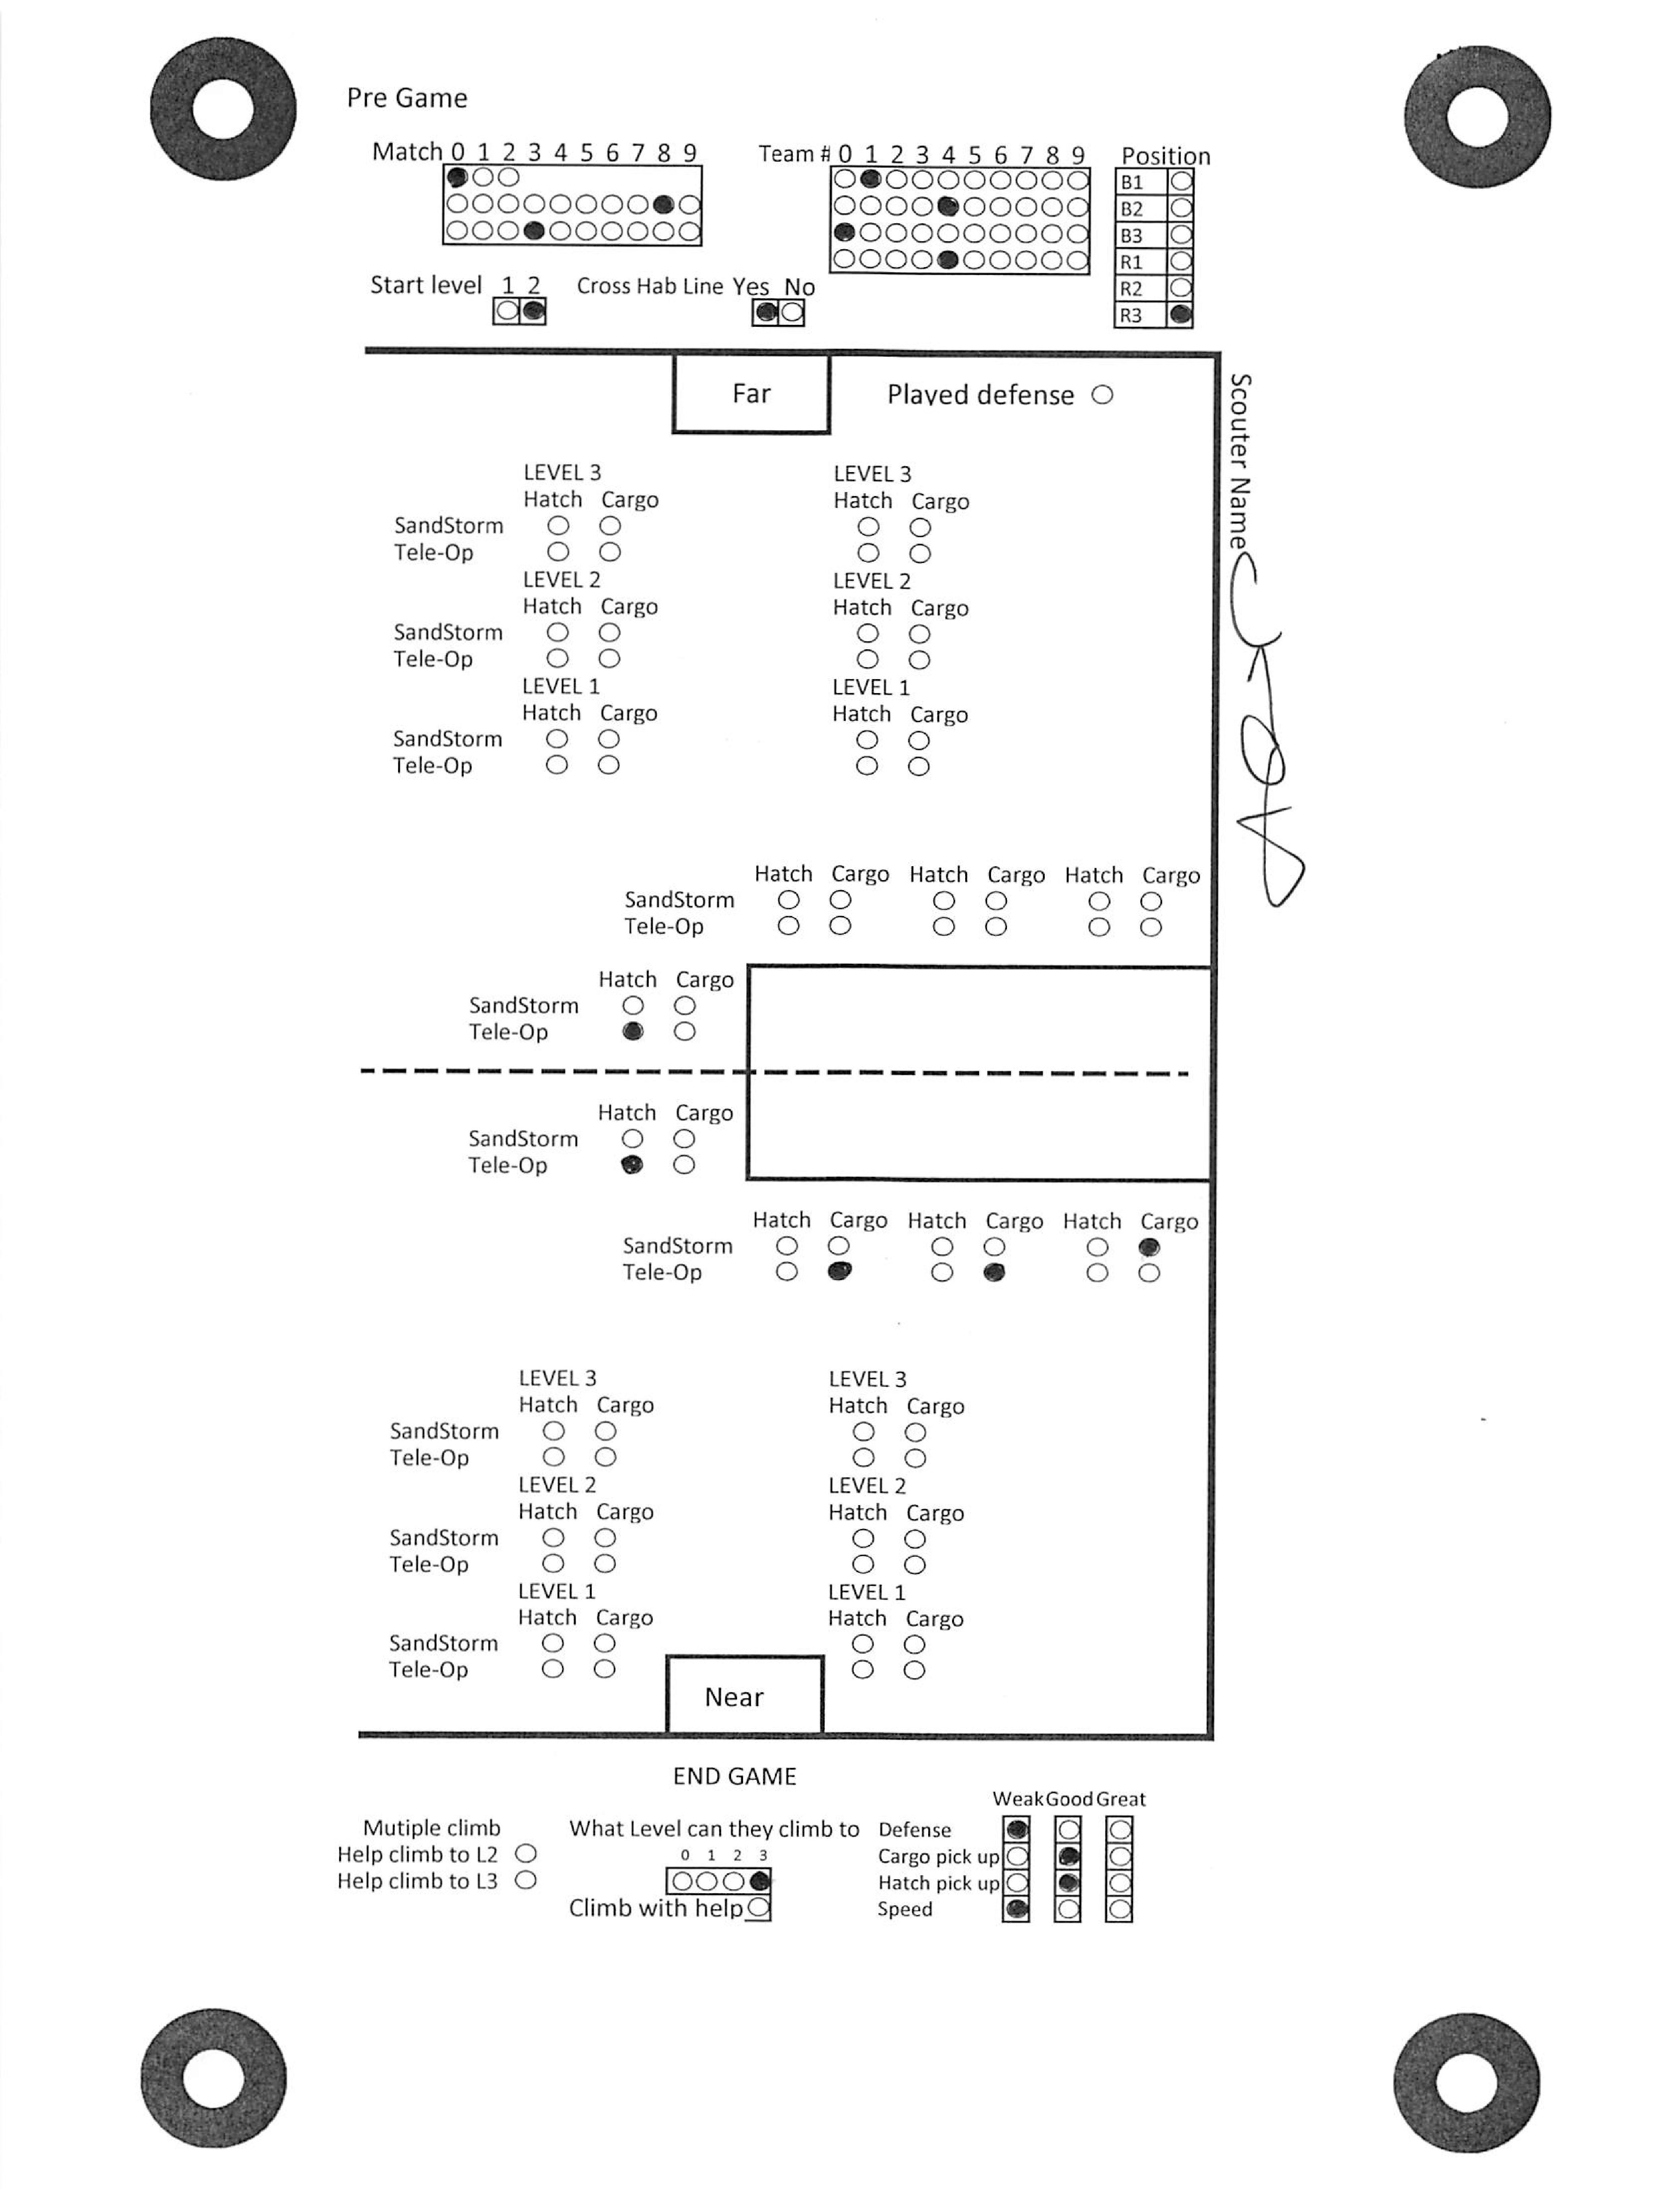 Pre Game
Match 0 1 2 3 4 5 6 7 8 9
Team # 0 1 2 3 4 5 6 7 8 9
Position
B1
B2
B3
R1
R2
R3
Start level 1 2
Cross Hab Line Yes No
Far
Played defense
Scouter Name
LEVEL 3 LEVEL 3
Hatch Cargo Hatch Cargo
SandStorm
Tele-Op
LEVEL 2 LEVEL 2
Hatch Cargo Hatch Cargo
SandStorm
Tele-Op
LEVEL 1 LEVEL 1
Hatch Cargo Hatch Cargo
SandStorm
Tele-Op
Hatch Cargo Hatch Cargo Hatch Cargo
SandStorm
Tele-Op
Hatch Cargo
SandStorm
Tele-Op
Hatch Cargo
SandStorm
Tele-Op
Hatch Cargo Hatch Cargo Hatch Cargo
SandStorm
Tele-Op
LEVEL 3 LEVEL 3
Hatch Cargo Hatch Cargo
SandStorm
Tele-Op
LEVEL 2 LEVEL 2
Hatch Cargo Hatch Cargo
SandStorm
Tele-Op
LEVEL 1 LEVEL 1
Hatch Cargo Hatch Cargo
SandStorm
Tele-Op
Near
END GAME
Mutiple climb
Help climb to L2
Help climb to L3
What Level can they climb to
0 1 2 3
Climb with help
Weak Good Great
Defense
Cargo pick up
Hatch pick up
Speed